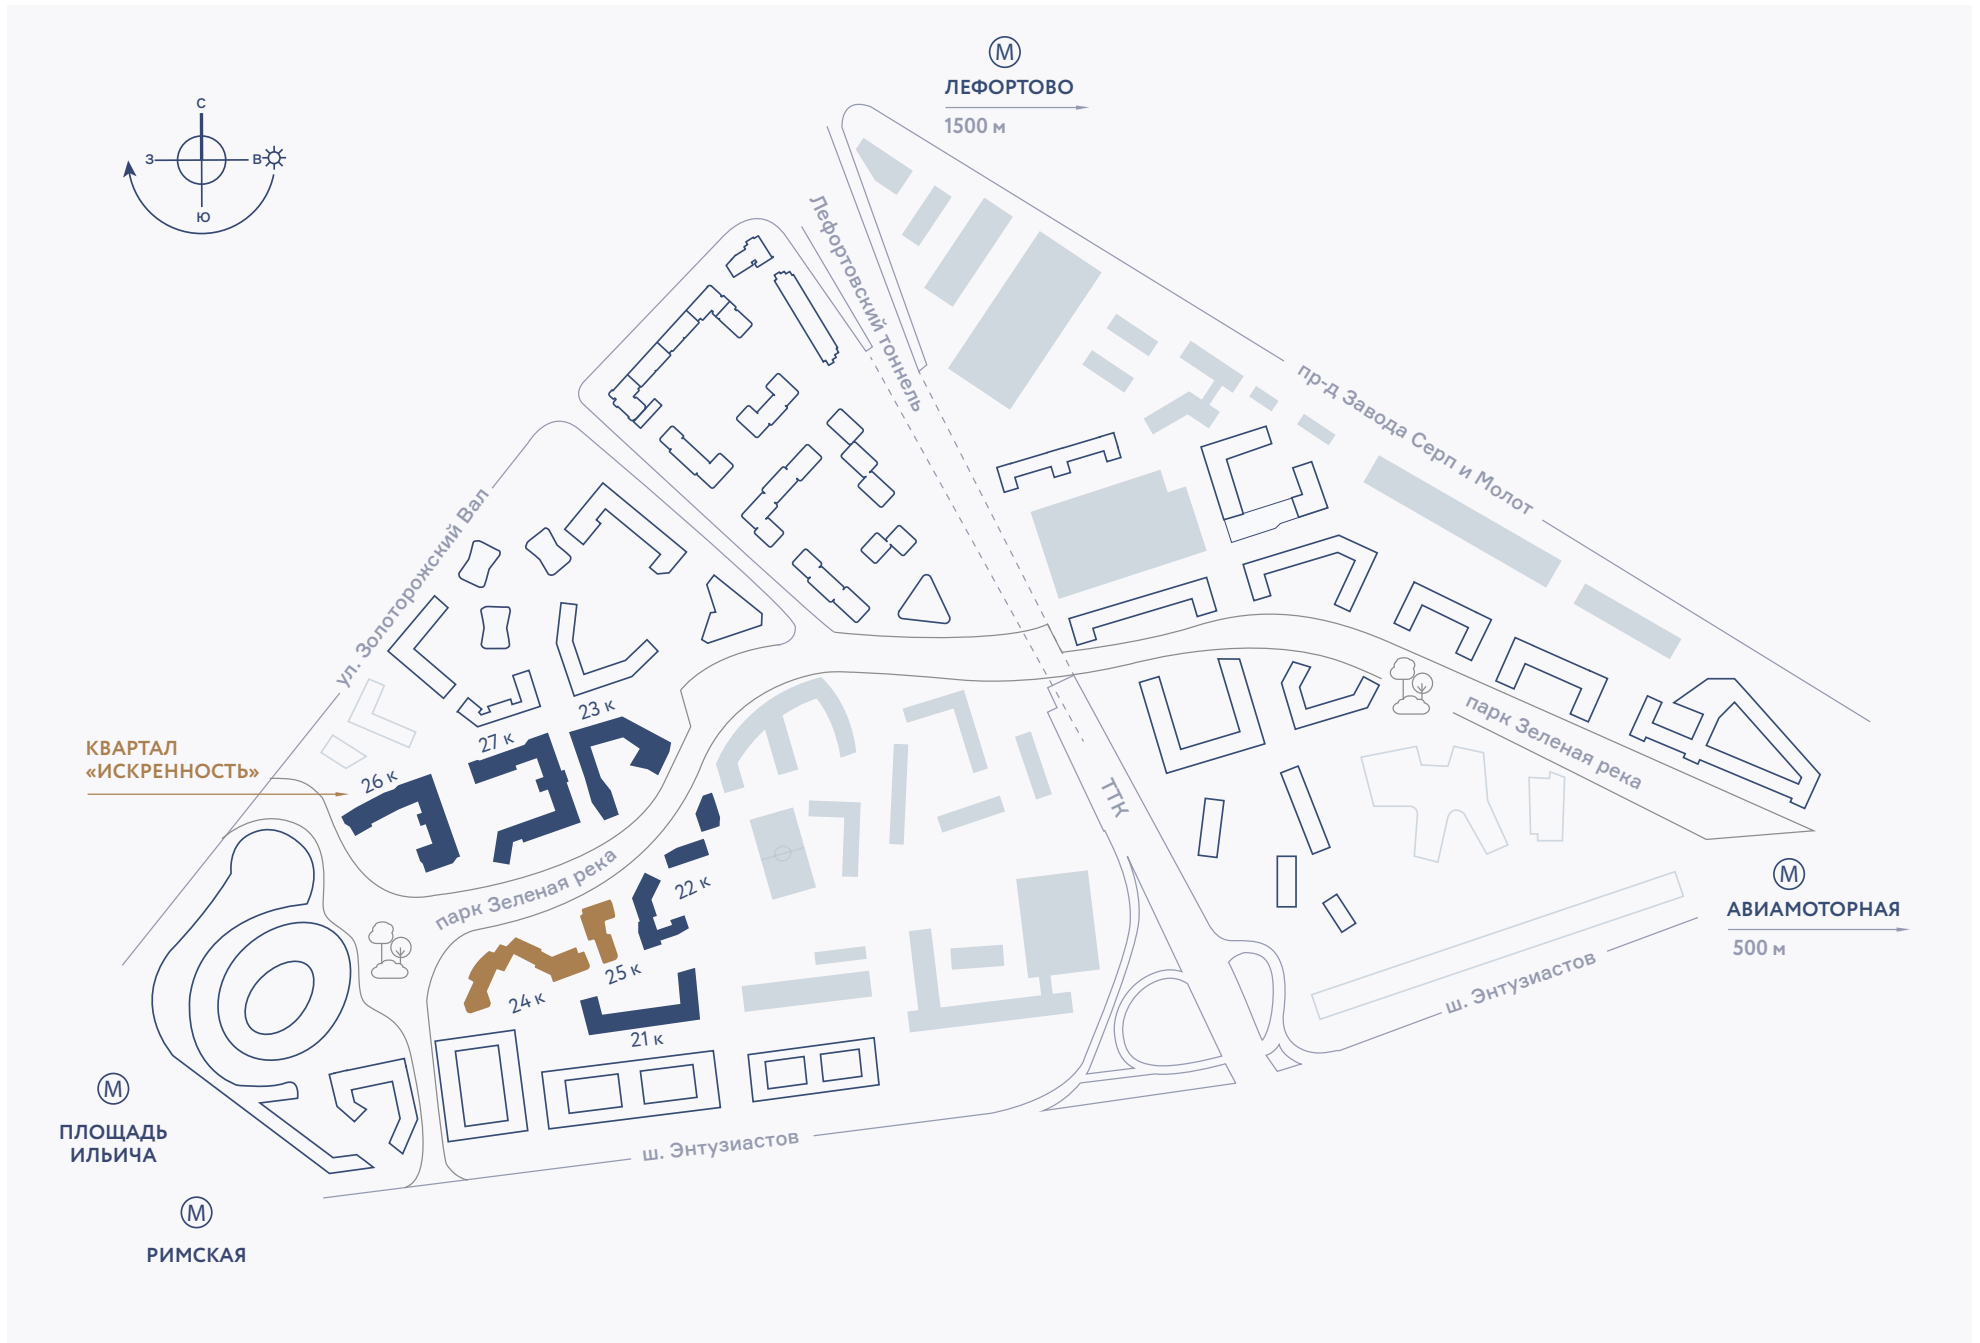 М
ЛЕФОРТОВО
1500 м
С
З
В
Ю
Лефортовский тоннель
пр-д Завода Серп и Молот
ул. Золоторожский Вал
парк Зеленая река
23 к
27 к
26 к
КВАРТАЛ
«ИСКРЕННОСТЬ»
ТТК
парк Зеленая река
22 к
25 к
24 к
21 к
М
АВИАМОТОРНАЯ
500 м
ш. Энтузиастов
ш. Энтузиастов
М
ПЛОЩАДЬ
ИЛЬИЧА
М
РИМСКАЯ